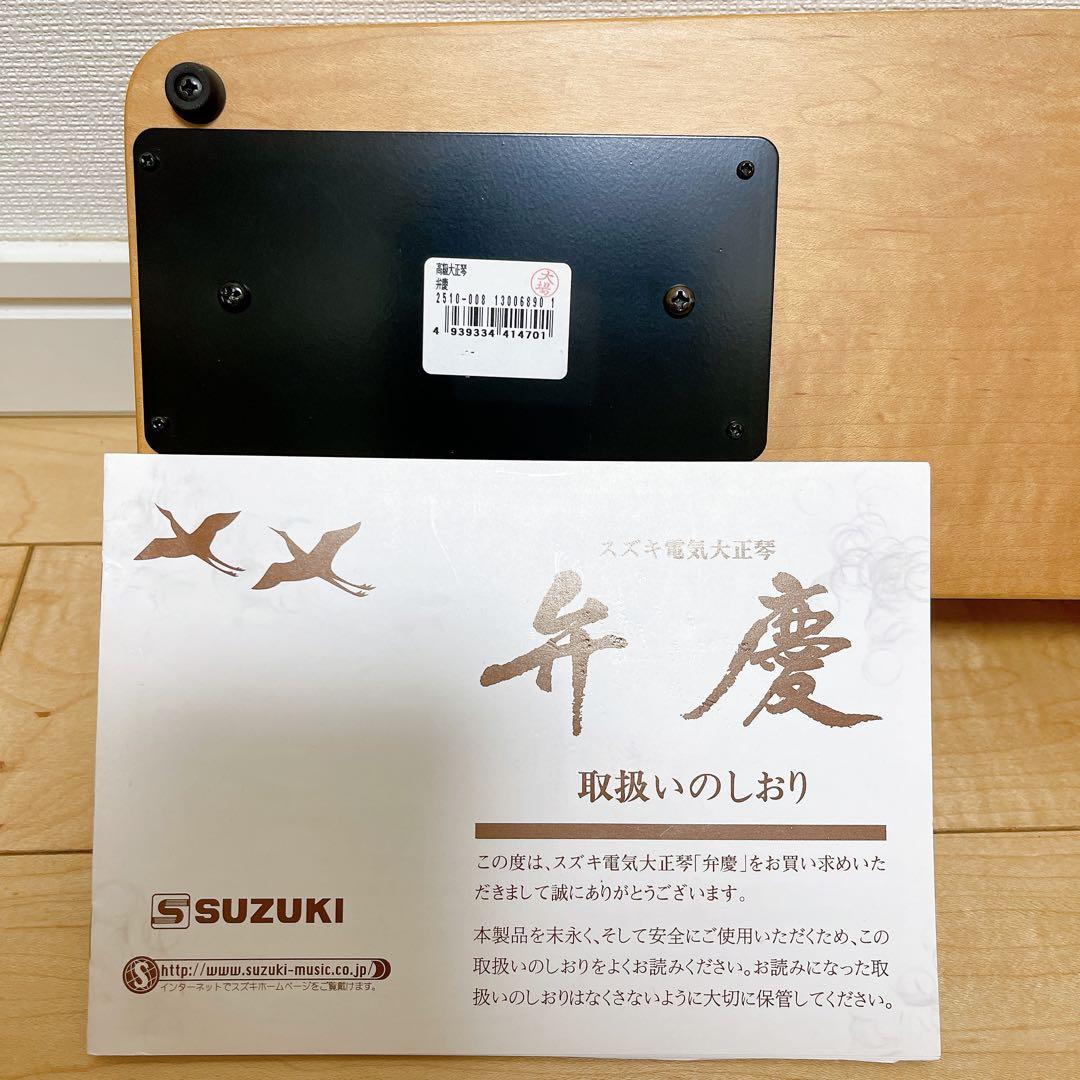 高級大正琴
弁慶
大場
2510-008 13006890 1
4 939334 414701
スズキ電気大正琴
弁慶
取扱いのしおり
この度は、スズキ電気大正琴「弁慶」をお買い求めいた
だきまして誠にありがとうございます。
本製品を末永く、そして安全にご使用いただくため、この
取扱いのしおりをよくお読みください。お読みになった取
扱いのしおりはなくさないように大切に保管してください。
S SUZUKI
S http://www.suzuki-music.co.jp/
インターネットでスズキホームページをご覧戴けます。